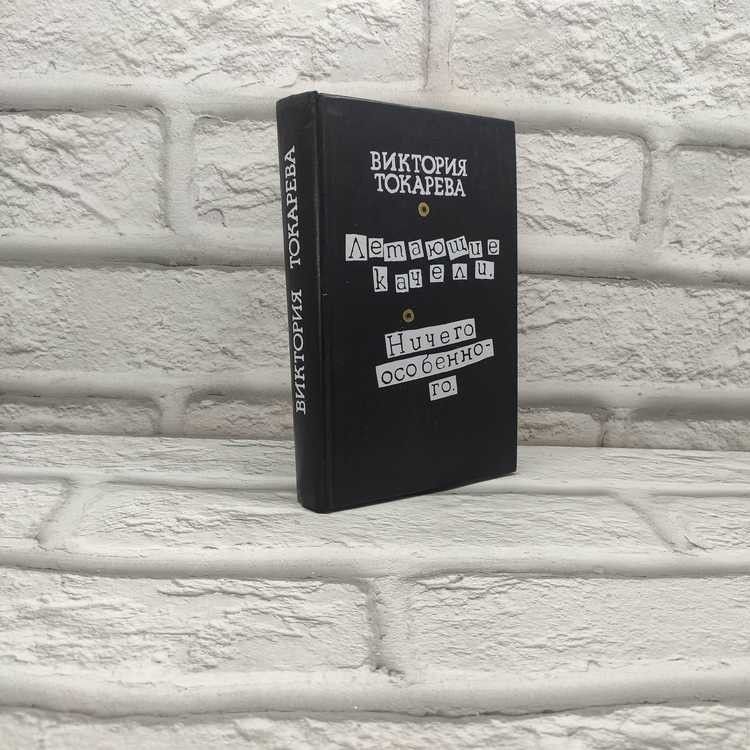 ВИКТОРИЯ ТОКАРЕВА
ВИКТОРИЯ
ТОКАРЕВА
Летающие
качели.
Ничего
особенно-
го.